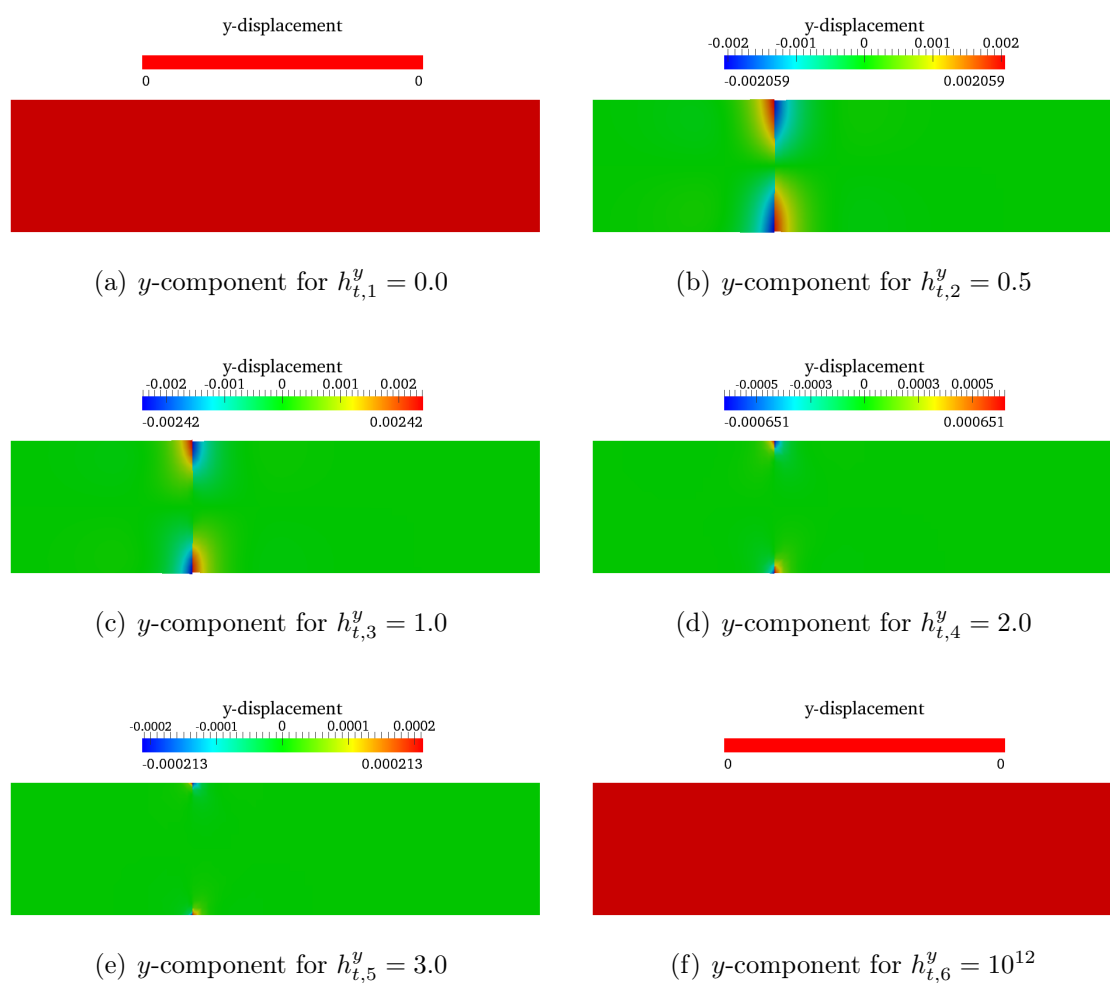 y-displacement
0 0
(a) y-component for h^y_{t,1} = 0.0
y-displacement
-0.002 -0.001 0 0.001 0.002
-0.002059 0.002059
(b) y-component for h^y_{t,2} = 0.5
y-displacement
-0.002 -0.001 0 0.001 0.002
-0.00242 0.00242
(c) y-component for h^y_{t,3} = 1.0
y-displacement
-0.0005 -0.0003 0 0.0003 0.0005
-0.000651 0.000651
(d) y-component for h^y_{t,4} = 2.0
y-displacement
-0.0002 -0.0001 0 0.0001 0.0002
-0.000213 0.000213
(e) y-component for h^y_{t,5} = 3.0
y-displacement
0 0
(f) y-component for h^y_{t,6} = 10^{12}